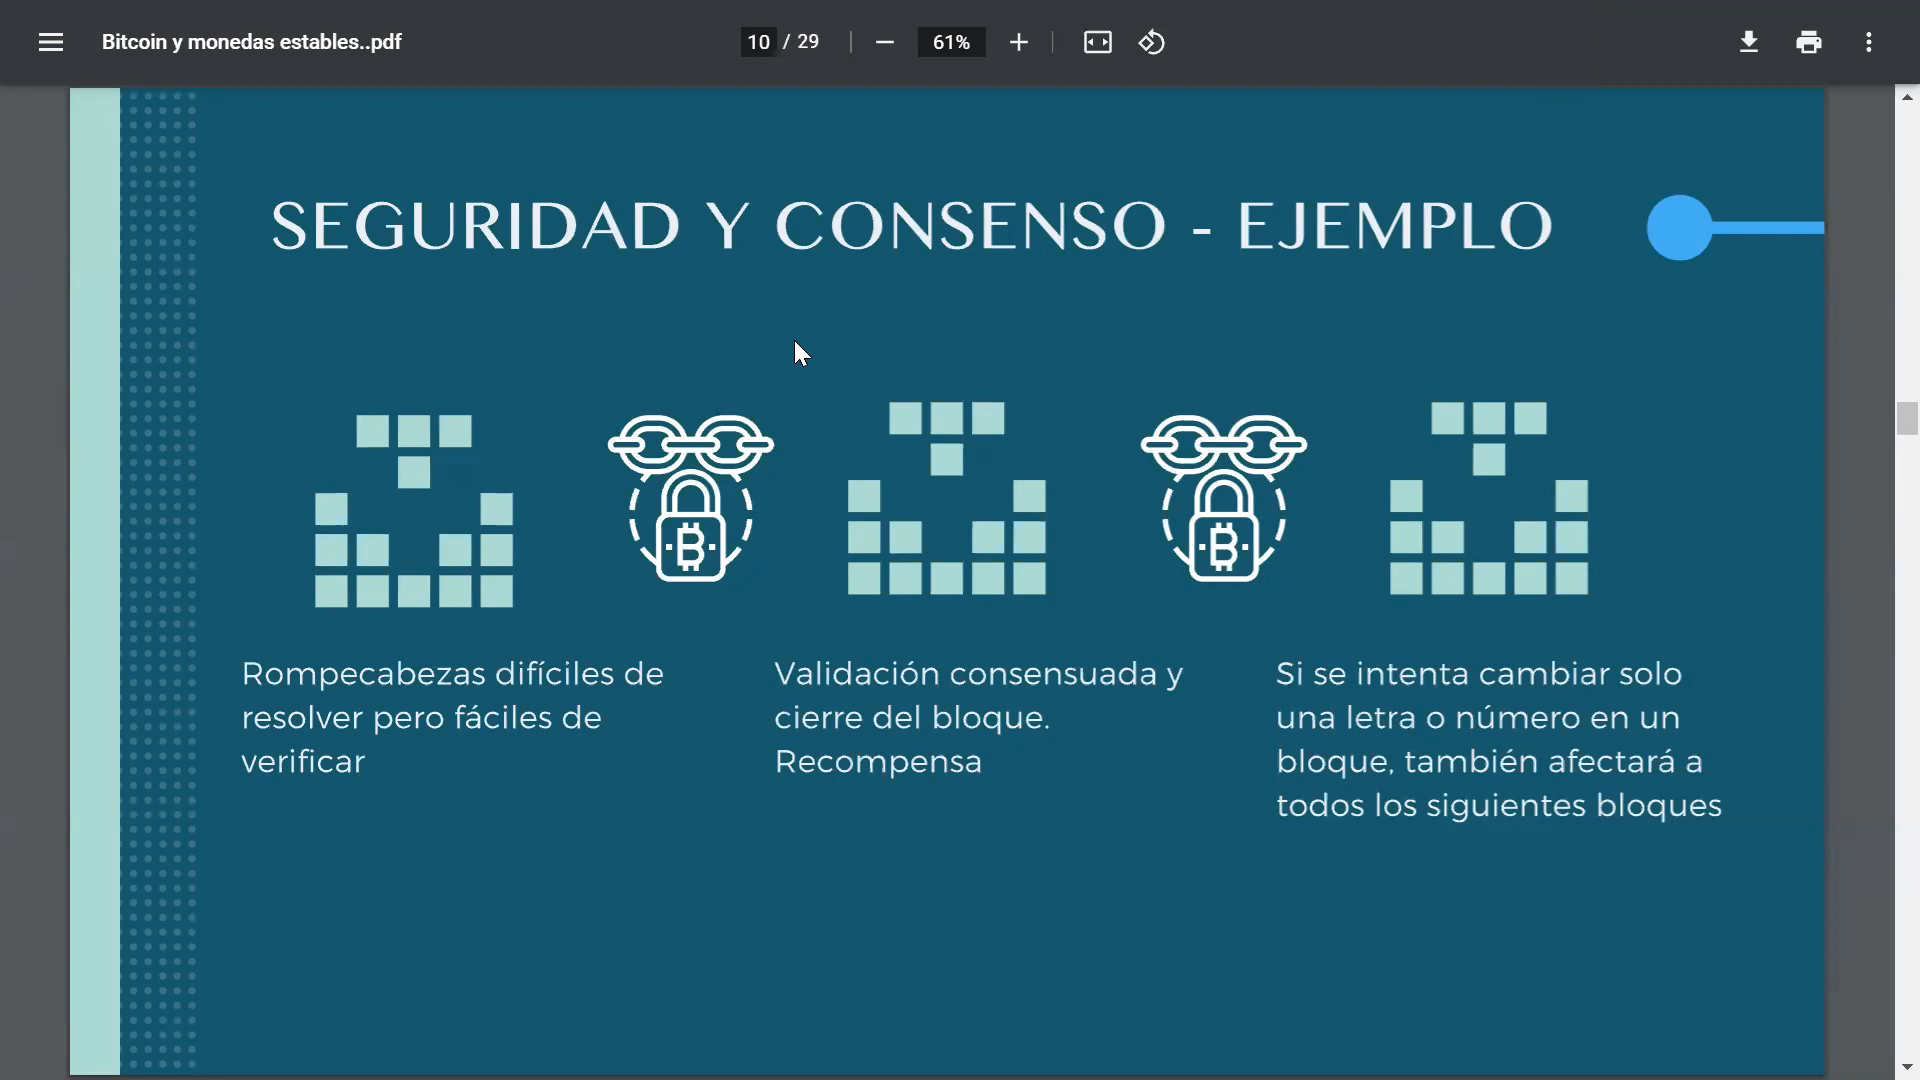 Bitcoin y monedas estables..pdf
10 / 29
61%
SEGURIDAD Y CONSENSO - EJEMPLO
Rompecabezas difíciles de
resolver pero fáciles de
verificar
Validación consensuada y
cierre del bloque.
Recompensa
Si se intenta cambiar solo
una letra o número en un
bloque, también afectará a
todos los siguientes bloques